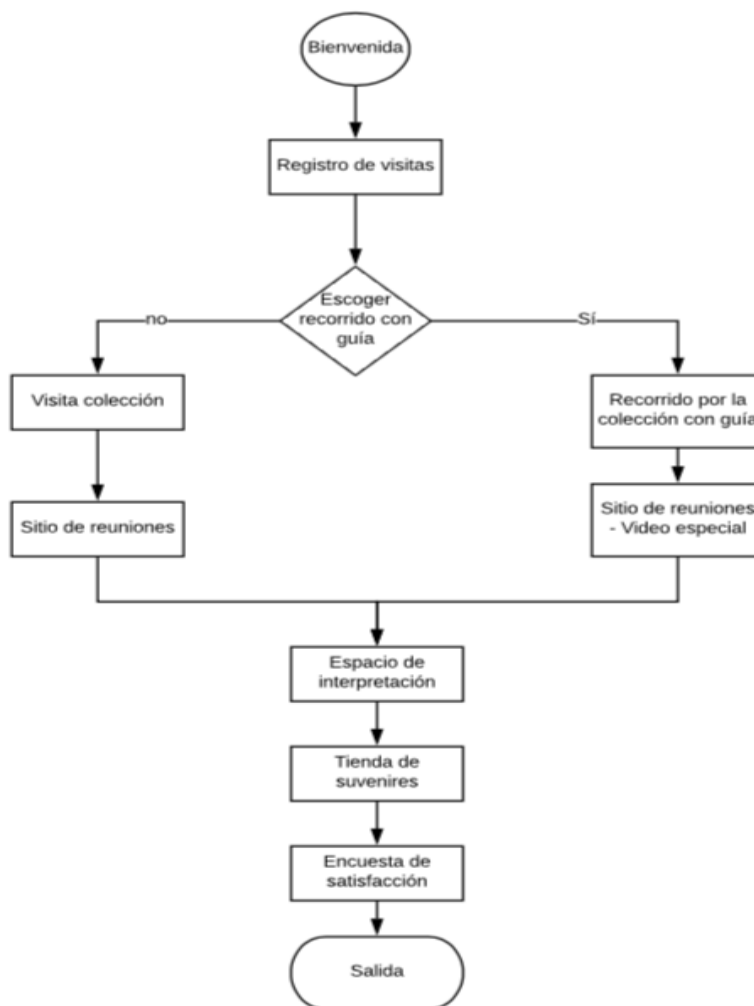 Bienvenida
Registro de visitas
Escoger
recorrido con
guía
no
Sí
Visita colección
Recorrido por la
colección con guía
Sitio de reuniones
Sitio de reuniones
- Video especial
Espacio de
interpretación
Tienda de
suvenires
Encuesta de
satisfacción
Salida